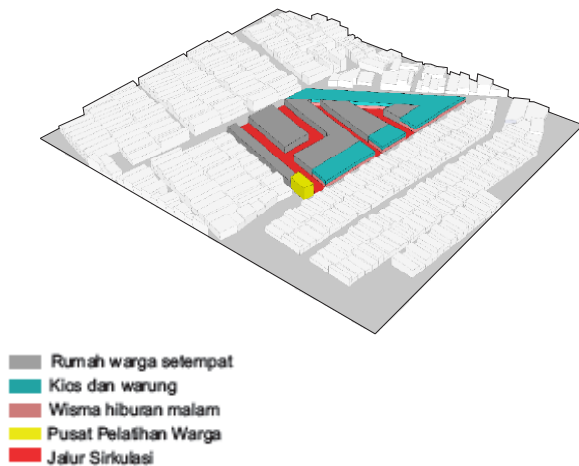 Rumah warga setempat
Kios dan warung
Wisma hiburan malam
Pusat Pelatihan Warga
Jalur Sirkulasi